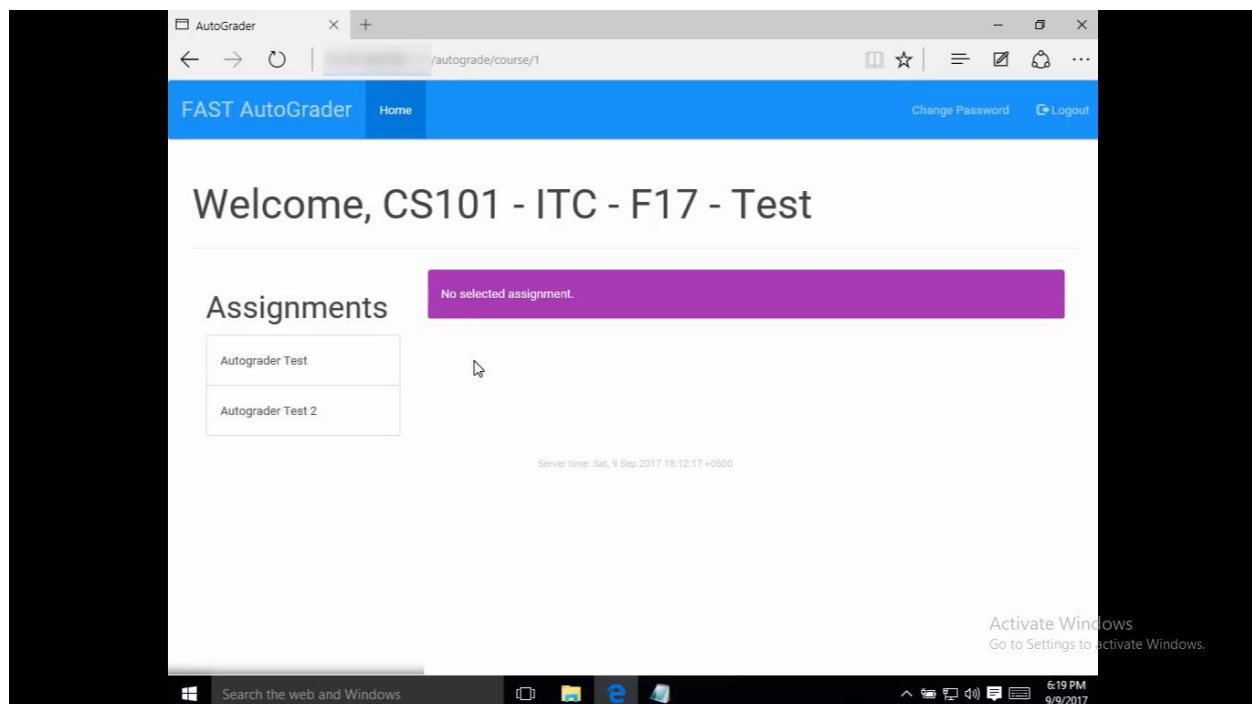 AutoGrader
/autograde/course/1
FAST AutoGrader Home Change Password Logout
Welcome, CS101 - ITC - F17 - Test
Assignments
No selected assignment.
Autograder Test
Autograder Test 2
Server time: Sat, 9 Sep 2017 18:12:17 +0500
Activate Windows
Go to Settings to activate Windows.
Search the web and Windows
6:19 PM
9/9/2017